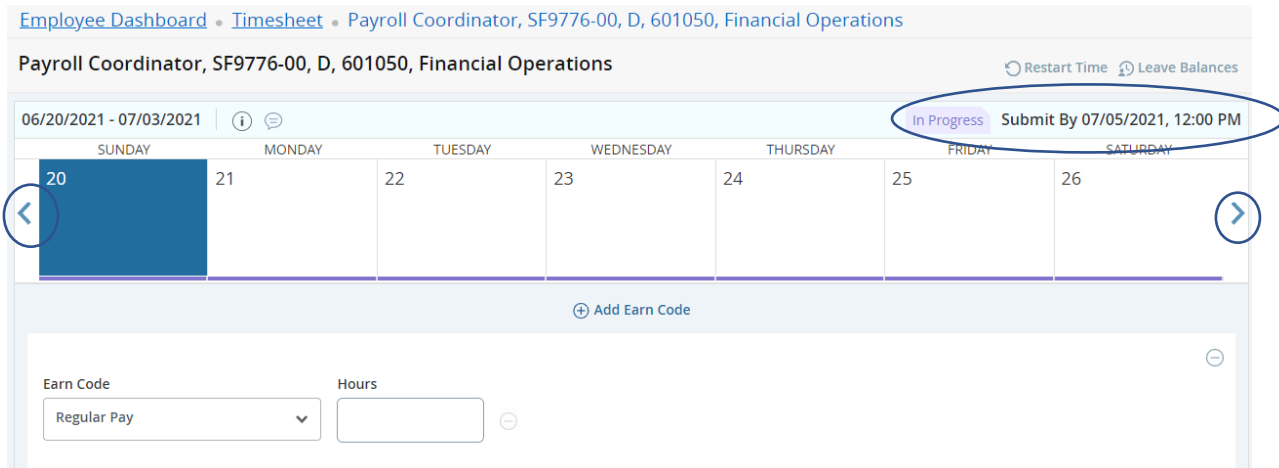 Employee Dashboard • Timesheet • Payroll Coordinator, SF9776-00, D, 601050, Financial Operations
Payroll Coordinator, SF9776-00, D, 601050, Financial Operations
Restart Time Leave Balances
06/20/2021 - 07/03/2021
In Progress Submit By 07/05/2021, 12:00 PM
SUNDAY MONDAY TUESDAY WEDNESDAY THURSDAY FRIDAY SATURDAY
20 21 22 23 24 25 26
Add Earn Code
Earn Code Hours
Regular Pay